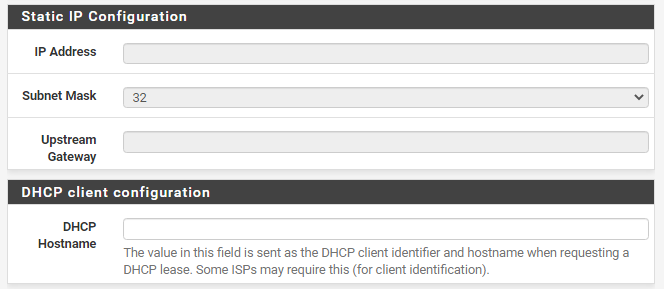 Static IP Configuration
IP Address
Subnet Mask
32
Upstream
Gateway
DHCP client configuration
DHCP
Hostname
The value in this field is sent as the DHCP client identifier and hostname when requesting a
DHCP lease. Some ISPs may require this (for client identification).